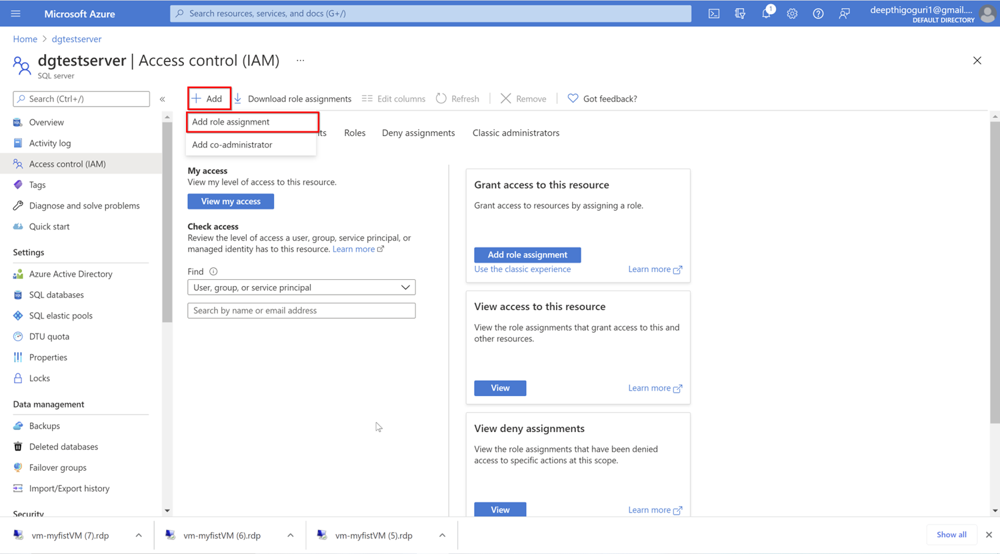 Microsoft Azure
Search resources, services, and docs (G+/)
1
deepthigoguri1@gmail....
DEFAULT DIRECTORY
Home > dgtestserver
dgtestserver | Access control (IAM) ...
SQL server
Search (Ctrl+/)
«
Add
Download role assignments
Edit columns
Refresh
Remove
Got feedback?
Add role assignment
Add co-administrator
nts
Roles
Deny assignments
Classic administrators
Overview
Activity log
Access control (IAM)
Tags
Diagnose and solve problems
Quick start
Settings
Azure Active Directory
SQL databases
SQL elastic pools
DTU quota
Properties
Locks
Data management
Backups
Deleted databases
Failover groups
Import/Export history
Security
My access
View my level of access to this resource.
View my access
Check access
Review the level of access a user, group, service principal, or
managed identity has to this resource. Learn more
Find
User, group, or service principal
Search by name or email address
Grant access to this resource
Grant access to resources by assigning a role.
Add role assignment
Use the classic experience
Learn more
View access to this resource
View the role assignments that grant access to this and
other resources.
View
Learn more
View deny assignments
View the role assignments that have been denied
access to specific actions at this scope.
View
Learn more
vm-myfistVM (7).rdp
vm-myfistVM (6).rdp
vm-myfistVM (5).rdp
Show all